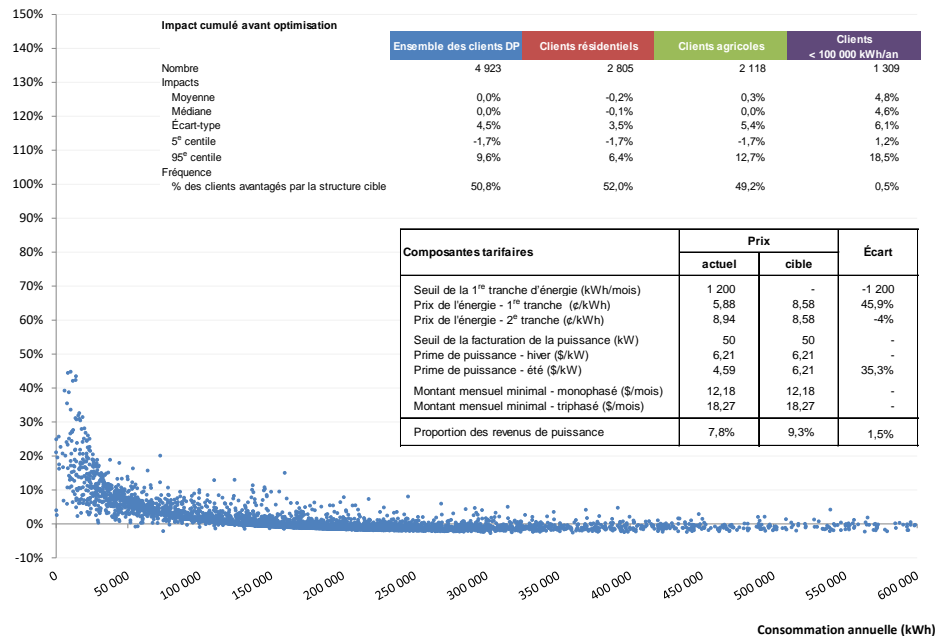 Impact cumulé avant optimisation
Ensemble des clients DP Clients résidentiels Clients agricoles Clients < 100 000 kWh/an
Nombre 4 923 2 805 2 118 1 309
Impacts
Moyenne 0,0% -0,2% 0,3% 4,8%
Médiane 0,0% -0,1% 0,0% 4,6%
Écart-type 4,5% 3,5% 5,4% 6,1%
5e centile -1,7% -1,7% -1,7% 1,2%
95e centile 9,6% 6,4% 12,7% 18,5%
Fréquence
% des clients avantagés par la structure cible 50,8% 52,0% 49,2% 0,5%
Composantes tarifaires Prix Écart
actuel cible
Seuil de la 1re tranche d'énergie (kWh/mois) 1 200 - -1 200
Prix de l'énergie - 1re tranche (¢/kWh) 5,88 8,58 45,9%
Prix de l'énergie - 2e tranche (¢/kWh) 8,94 8,58 -4%
Seuil de la facturation de la puissance (kW) 50 50 -
Prime de puissance - hiver ($/kW) 6,21 6,21 -
Prime de puissance - été ($/kW) 4,59 6,21 35,3%
Montant mensuel minimal - monophasé ($/mois) 12,18 12,18 -
Montant mensuel minimal - triphasé ($/mois) 18,27 18,27 -
Proportion des revenus de puissance 7,8% 9,3% 1,5%
150%
140%
130%
120%
110%
100%
90%
80%
70%
60%
50%
40%
30%
20%
10%
0%
-10%
0 50 000 100 000 150 000 200 000 250 000 300 000 350 000 400 000 450 000 500 000 550 000 600 000
Consommation annuelle (kWh)